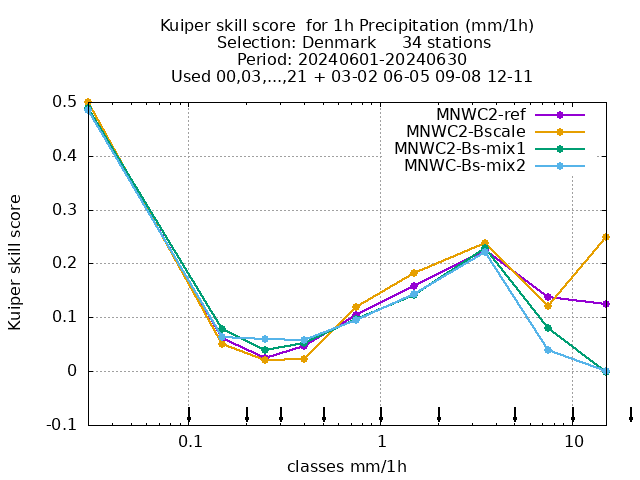 Kuiper skill score  for 1h Precipitation (mm/1h)
Selection: Denmark     34 stations
Period: 20240601-20240630
Used 00,03,...,21 + 03-02 06-05 09-08 12-11
MNWC2-ref
MNWC2-Bscale
MNWC2-Bs-mix1
MNWC-Bs-mix2
Kuiper skill score
0.5
0.4
0.3
0.2
0.1
0
-0.1
0.1
1
10
classes mm/1h